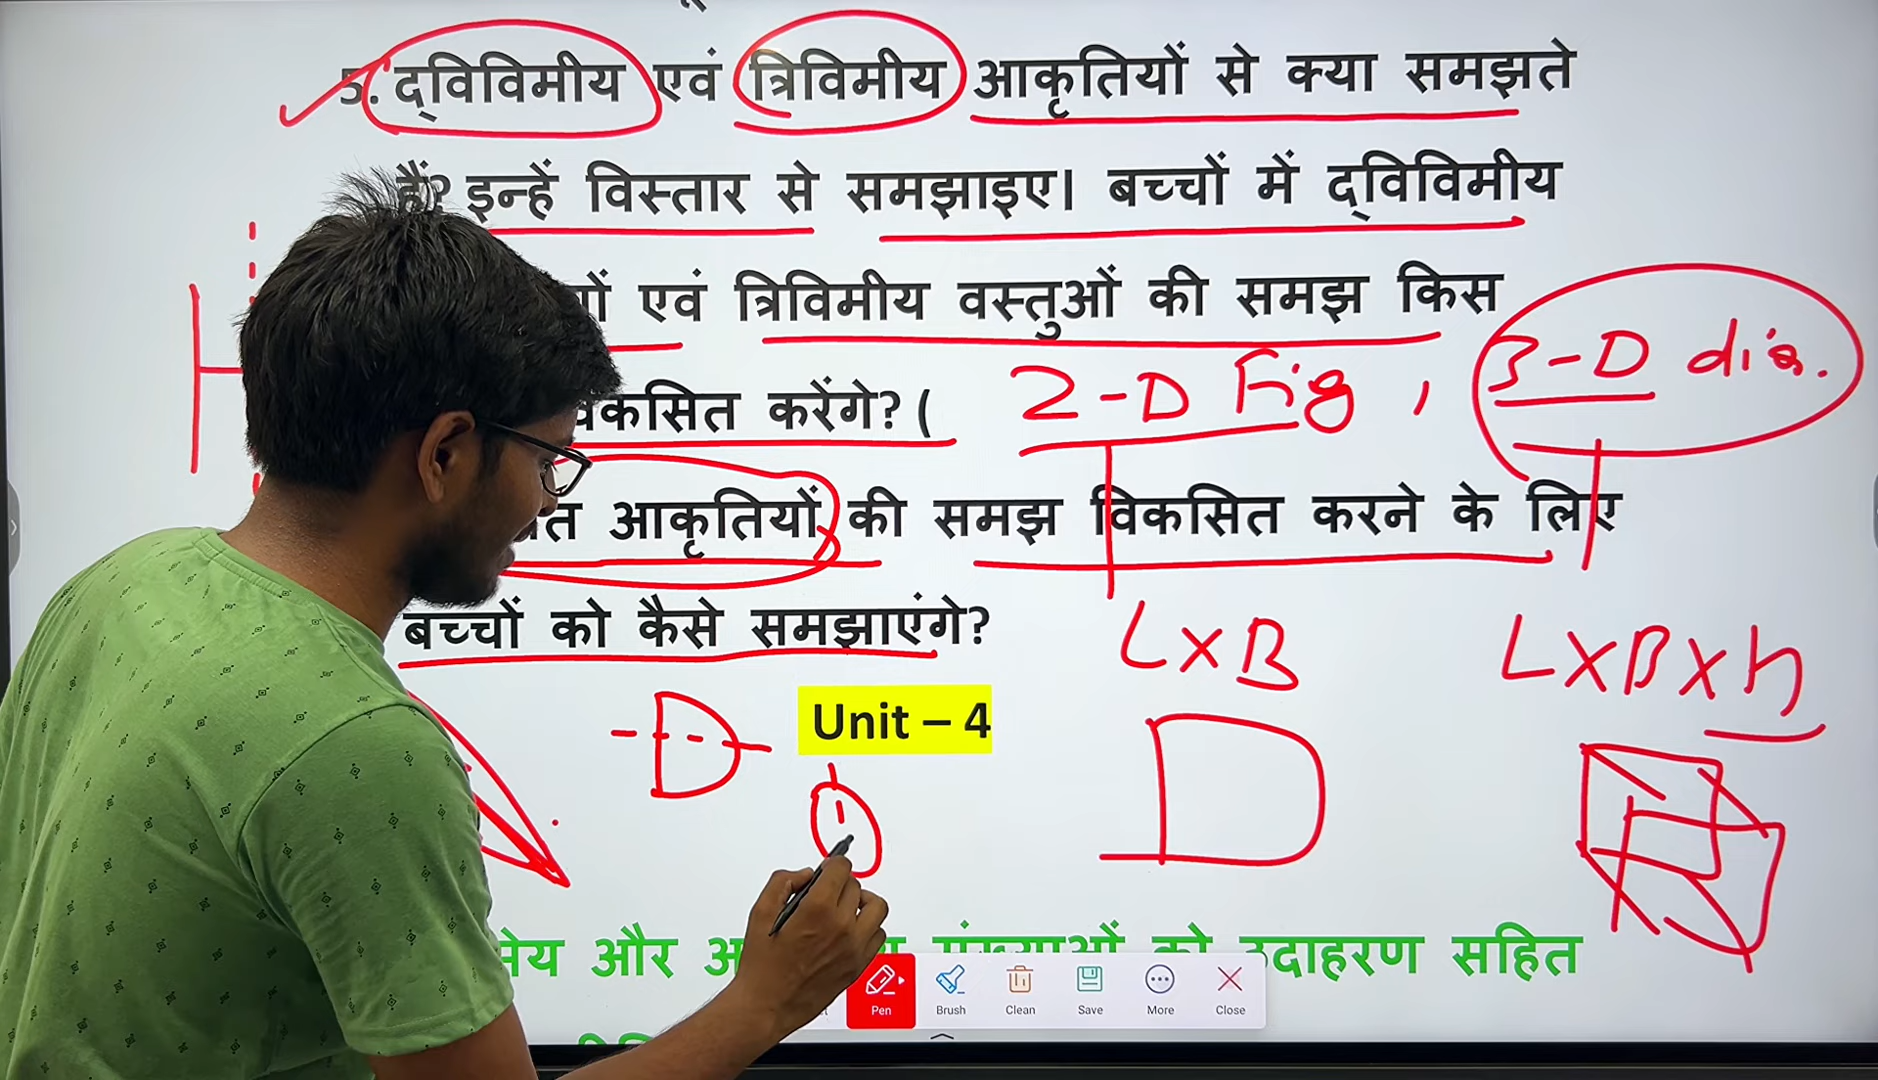 5. द्विविमीय एवं त्रिविमीय आकृतियों से क्या समझते
हैं? इन्हें विस्तार से समझाइए। बच्चों में द्विविमीय
एवं त्रिविमीय वस्तुओं की समझ किस
3-D dia.
करेंगे? ( 2-D Fig ,
आकृतियों की समझ विकसित करने के लिए
बच्चों को कैसे समझाएंगे?
L×B L×B×h
Unit – 4
और को उदाहरण सहित
Pen Brush Clean Save More Close